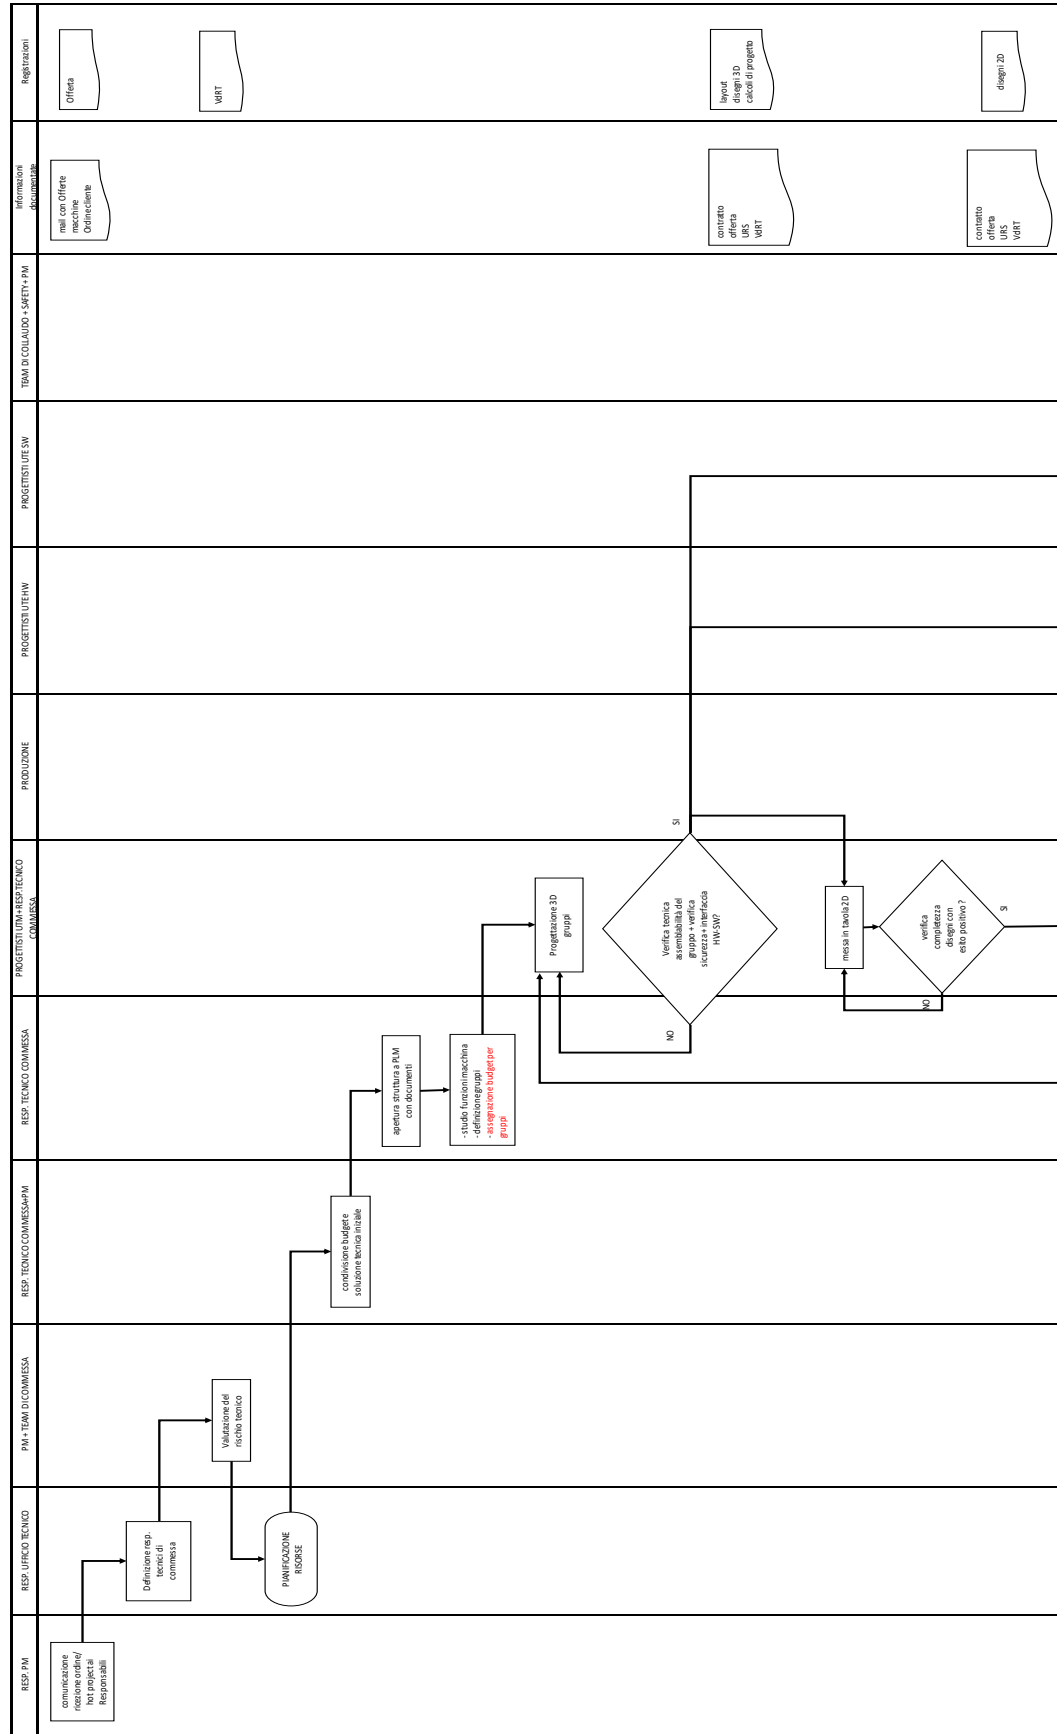 RESP. PM
RESP. UFFICIO TECNICO
PM + TEAM DI COMMESSA
RESP. TECNICO COMMESSA+PM
RESP. TECNICO COMMESSA
PROGETTISTI UTM+RESP.TECNICO
COMMESSA
PRODUZIONE
PROGETTISTI UTE HW
PROGETTISTI UTE SW
TEAM DI COLLAUDO + SAFETY + PM
Informazioni
documentate
Registrazioni
comunicazione
ricezione ordine/
hot project ai
Responsabili
mail con Offerte
macchine
Ordine cliente
Offerta
Definizione resp.
tecnici di
commessa
Valutazione del
rischio tecnico
VdRT
PIANIFICAZIONE
RISORSE
condivisione budget e
soluzione tecnica iniziale
apertura struttura a PLM
con documenti
- studio funzioni macchina
- definizione gruppi
- assegnazione budget per
gruppi
Progettazione 3D
gruppi
Verifica tecnica
assemblabilità del
gruppo + verifica
sicurezza + interfaccia
HW-SW?
NO
SI
contratto
offerta
URS
VdRT
layout
disegni 3D
calcoli di progetto
messa in tavola 2D
verifica
completezza
disegni con
esito positivo ?
NO
SI
contratto
offerta
URS
VdRT
disegni 2D